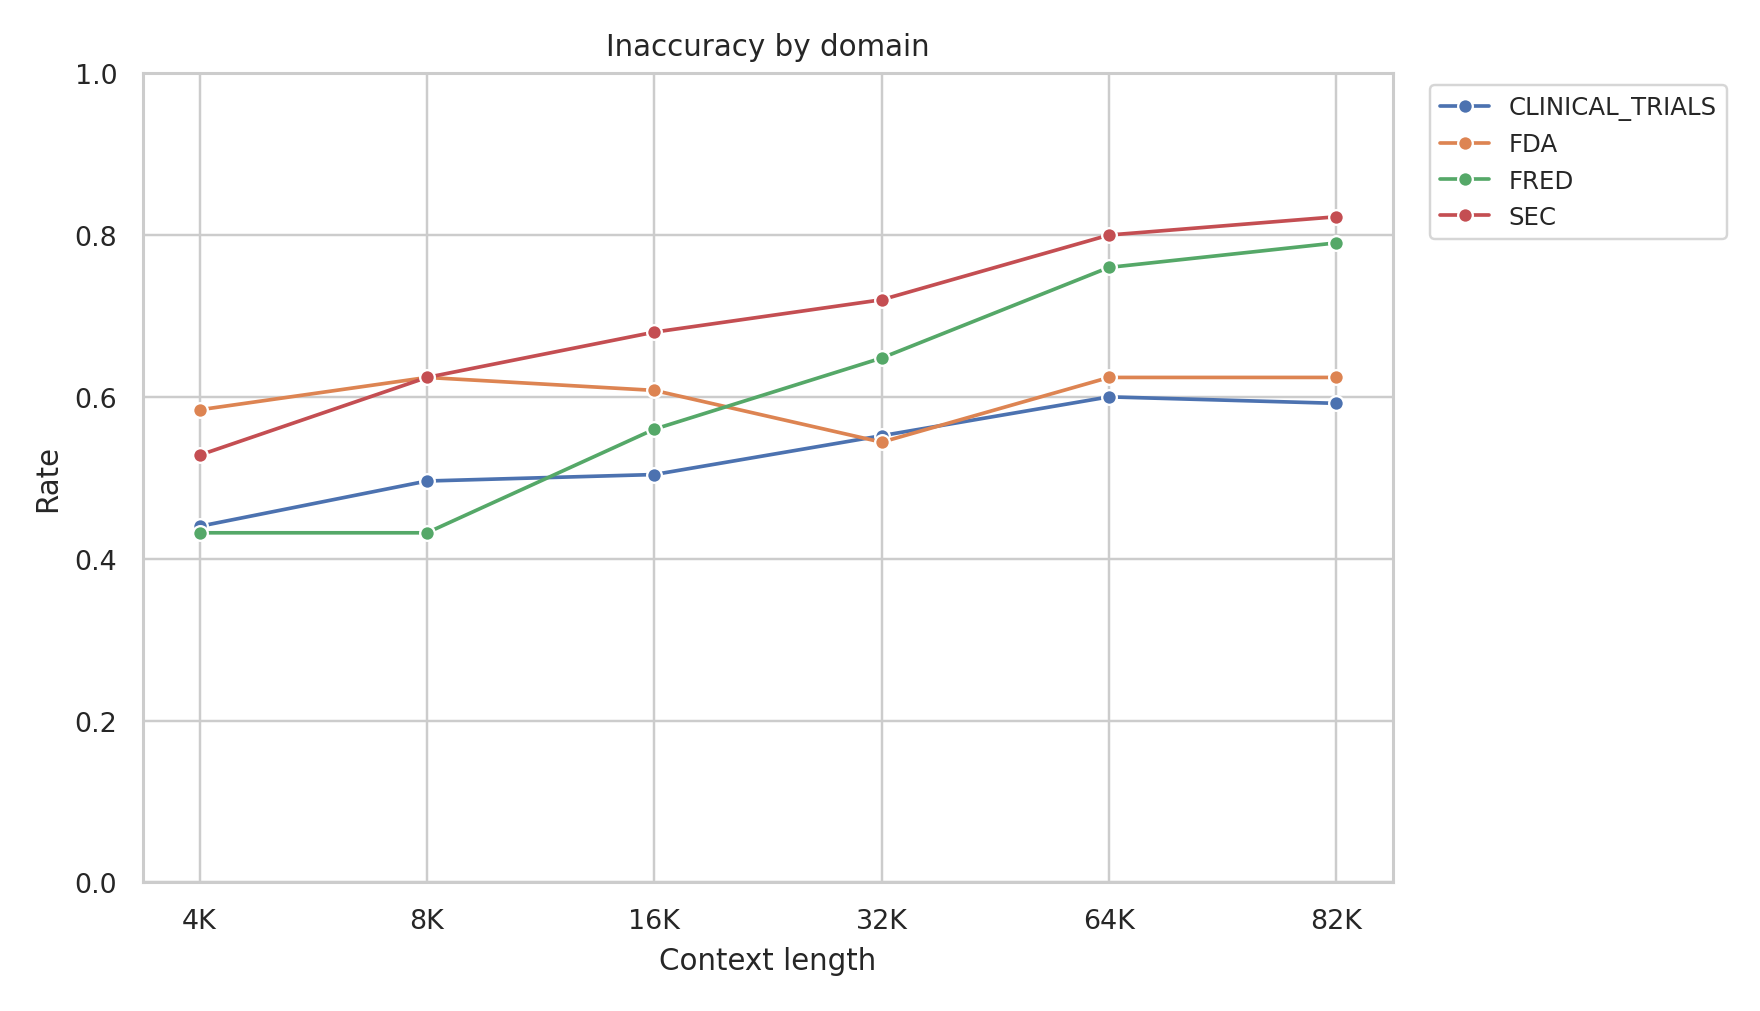 Inaccuracy by domain
1.0
0.8
0.6
0.4
0.2
0.0
Rate
4K 8K 16K 32K 64K 82K
Context length
CLINICAL_TRIALS
FDA
FRED
SEC